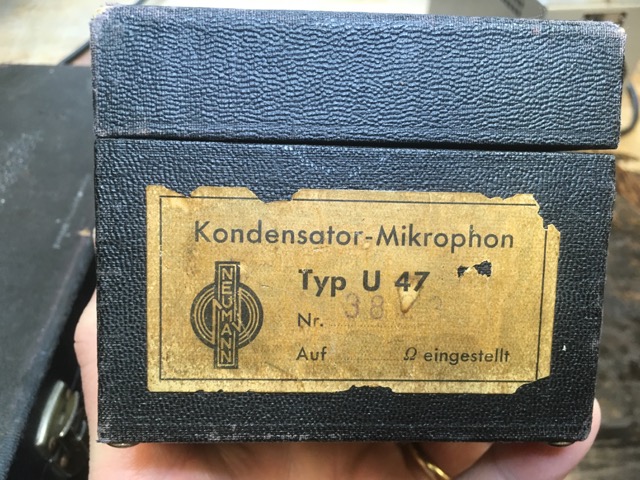 Kondensator-Mikrophon
Typ U 47
NEUMANN
Nr.
Auf Ω eingestellt